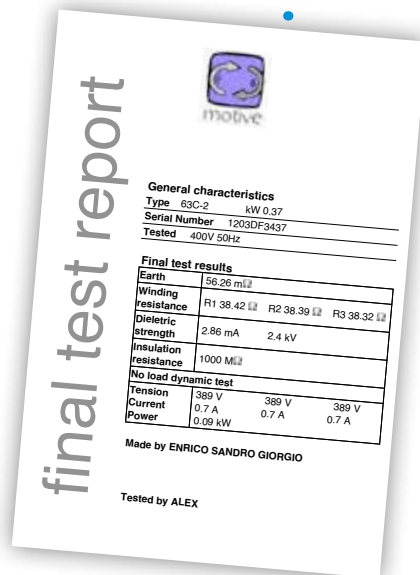 final test report
motive
General characteristics
Type 63C-2 kW 0.37
Serial Number 1203DF3437
Tested 400V 50Hz
Final test results
Earth 56.26 mΩ
Winding
resistance R1 38.42 Ω R2 38.39 Ω R3 38.32 Ω
Dieletric
strength 2.86 mA 2.4 kV
Insulation
resistance 1000 MΩ
No load dynamic test
Tension 389 V 389 V 389 V
Current 0.7 A 0.7 A 0.7 A
Power 0.09 kW
Made by ENRICO SANDRO GIORGIO
Tested by ALEX